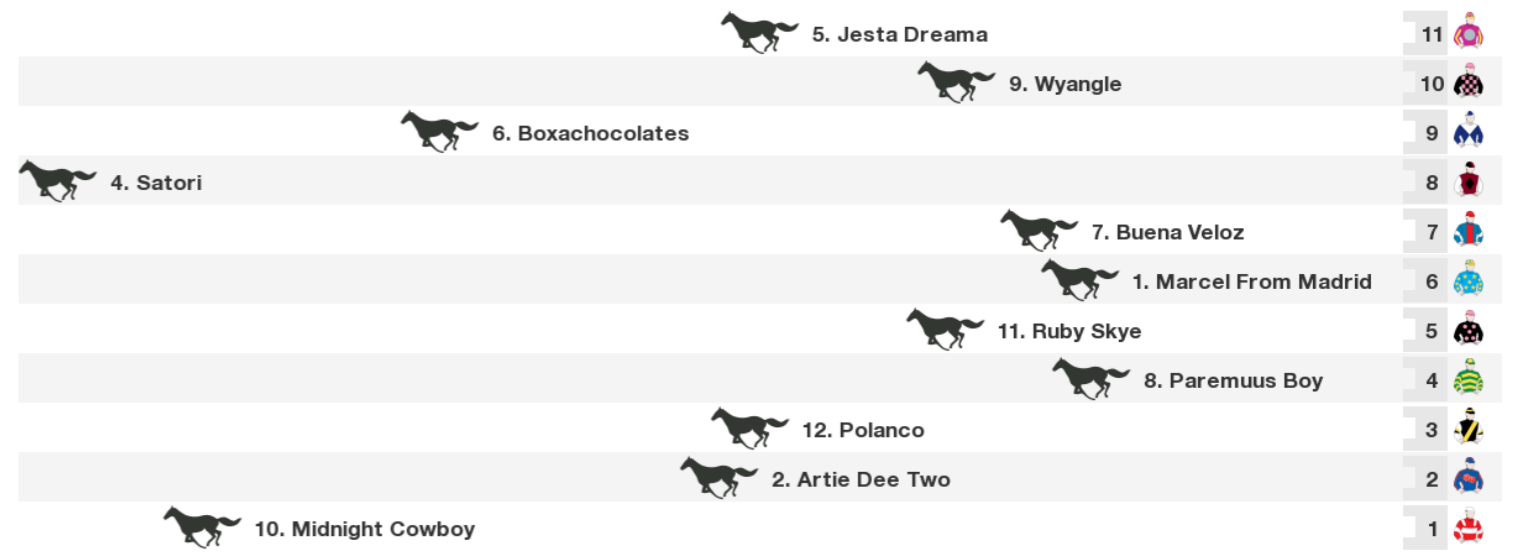 5. Jesta Dreama 11
9. Wyangle 10
6. Boxachocolates 9
4. Satori 8
7. Buena Veloz 7
1. Marcel From Madrid 6
11. Ruby Skye 5
8. Paremuus Boy 4
12. Polanco 3
2. Artie Dee Two 2
10. Midnight Cowboy 1